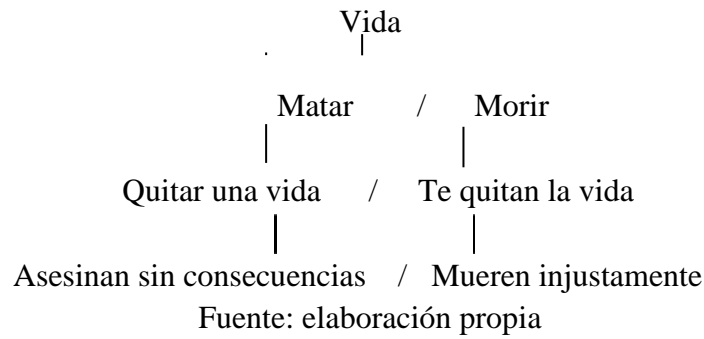 Vida
Matar / Morir
Quitar una vida / Te quitan la vida
Asesinan sin consecuencias / Mueren injustamente
Fuente: elaboración propia